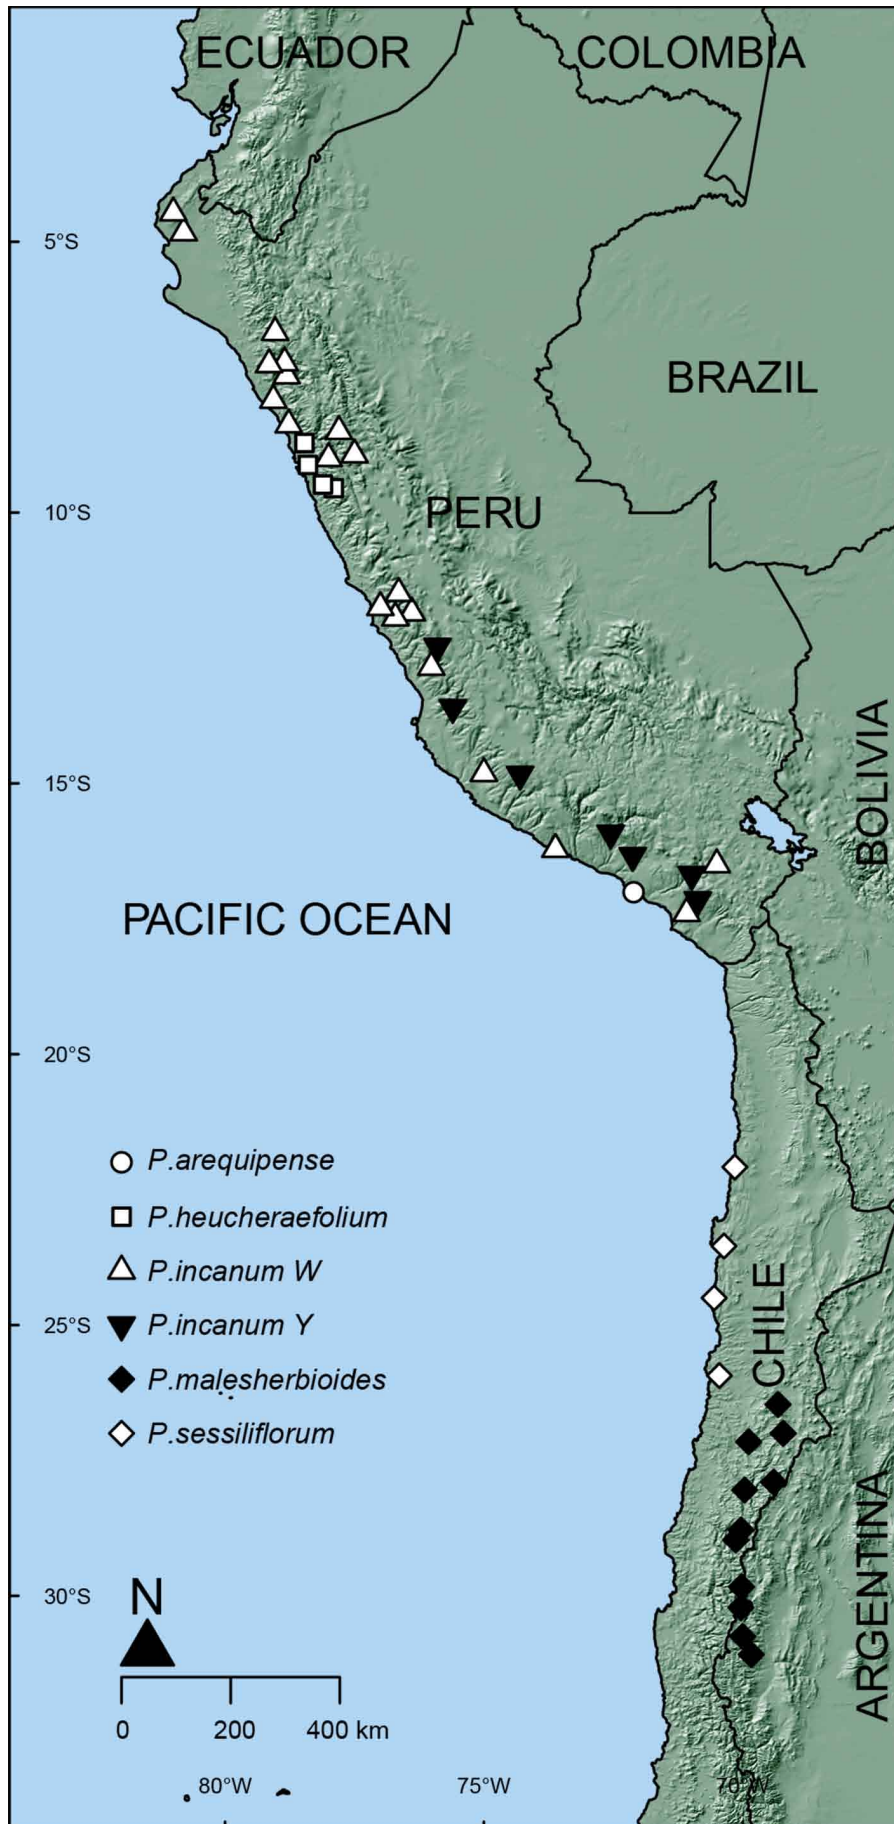 ECUADOR
COLOMBIA
5°S
BRAZIL
PERU
10°S
BOLIVIA
15°S
PACIFIC OCEAN
20°S
P.arequipense
P.heucheraefolium
P.incanum W
CHILE
25°S
P.incanum Y
P.malesherbioides
P.sessiliflorum
ARGENTINA
30°S
N
0 200 400 km
80°W 75°W 70°W